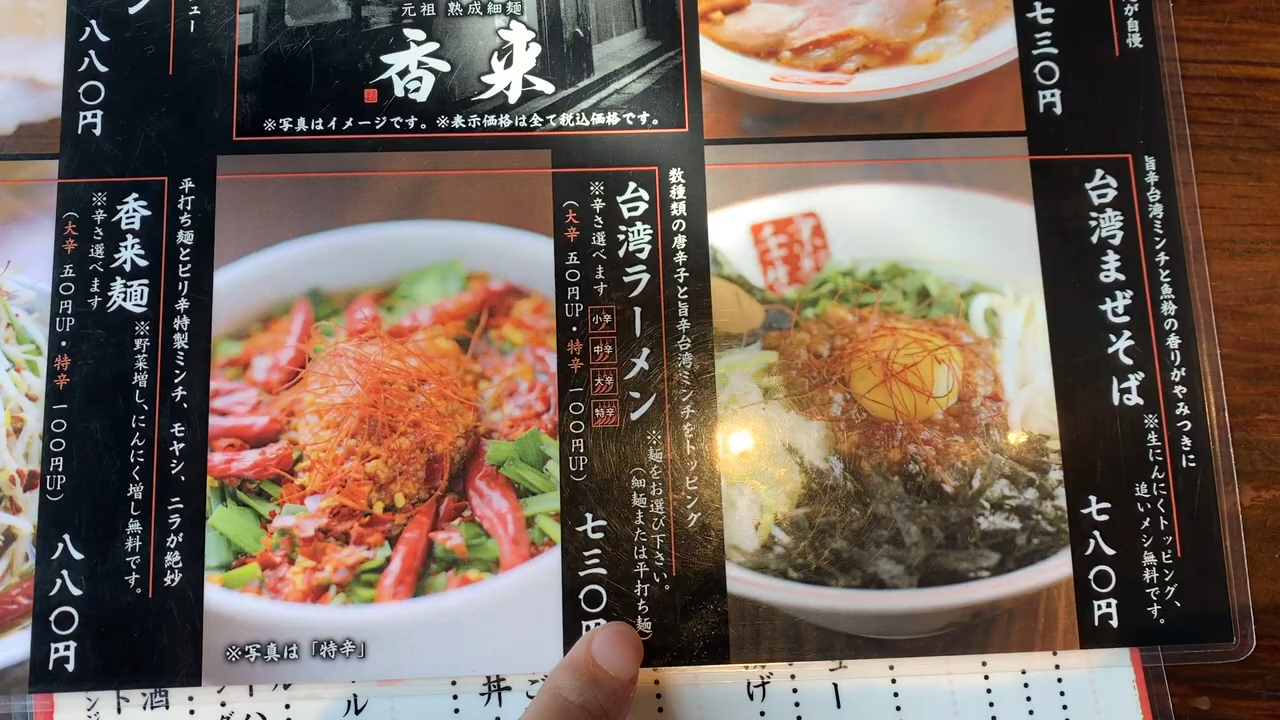 元祖 熟成細麺
香来
※写真はイメージです。※表示価格は全て税込価格です。
が自慢
七三〇円
ュー
八八〇円
旨辛台湾ミンチと魚粉の香りがやみつきに
台湾まぜそば
※生にんにくトッピング、
追いメシ無料です。
七八〇円
数種類の唐辛子と旨辛台湾ミンチをトッピング
台湾ラーメン
※麺をお選び下さい。
(細麺または平打ち麺)
※辛さ選べます
小辛
中辛
大辛
特辛
(大辛 五〇円UP・特辛 一〇〇円UP)
七三〇円
※写真は「特辛」
平打ち麺とピリ辛特製ミンチ、モヤシ、ニラが絶妙
香来麺
※野菜増し、にんにく増し無料です。
※辛さ選べます
(大辛 五〇円UP・特辛 一〇〇円UP)
八八〇円
丼
酒